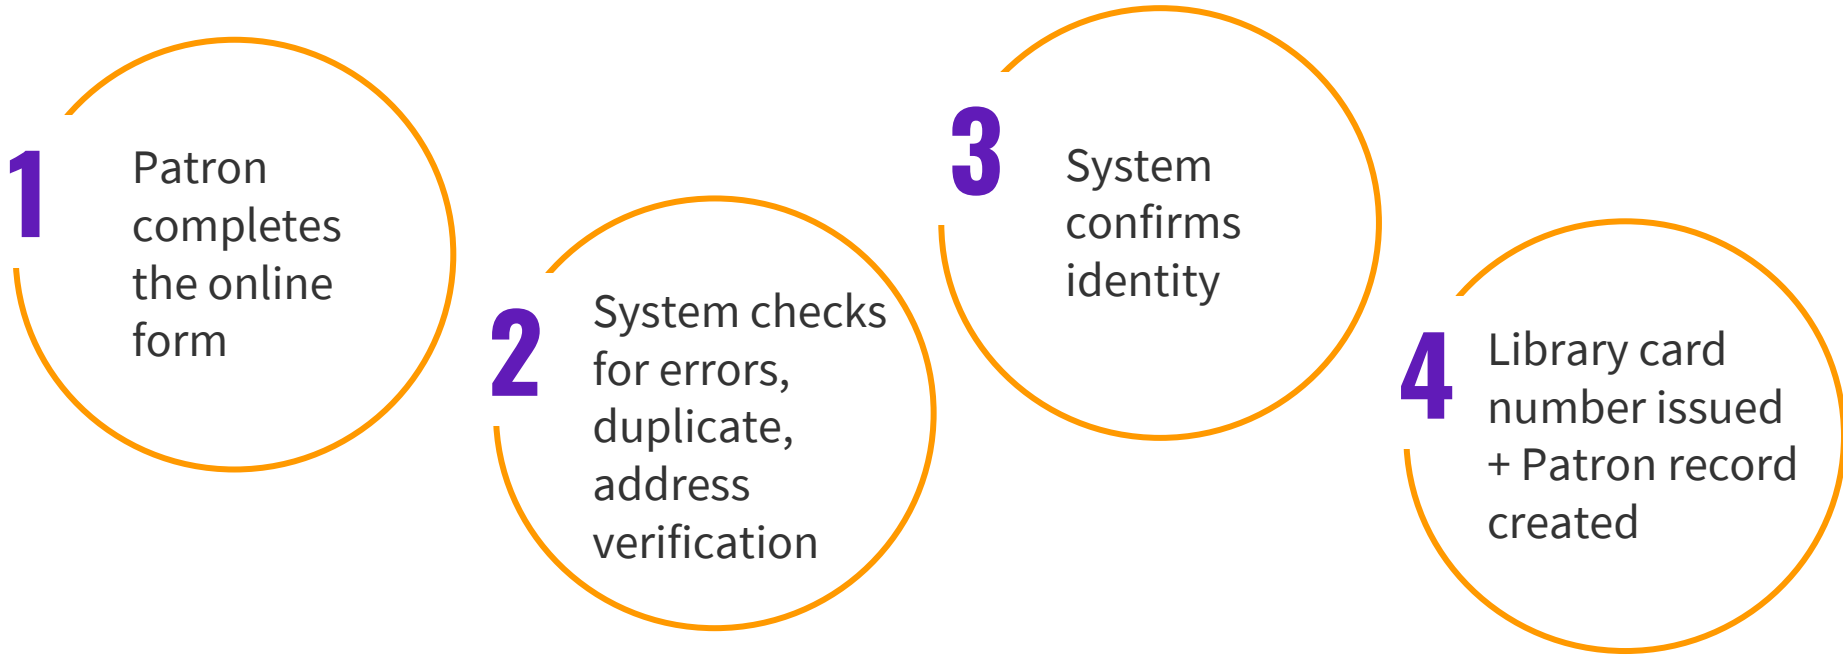 1
Patron
completes
the online
form
2
System checks
for errors,
duplicate,
address
verification
3
System
confirms
identity
4
Library card
number issued
+ Patron record
created